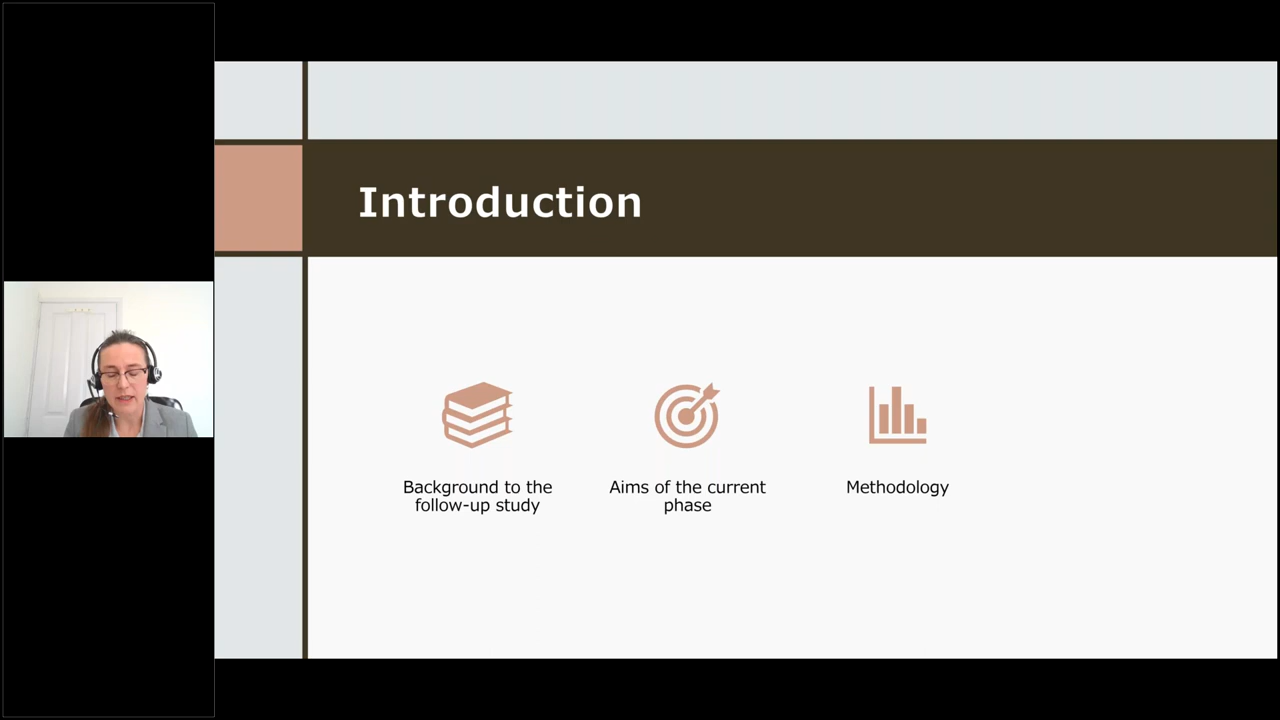 Introduction
Background to the
follow-up study
Aims of the current
phase
Methodology